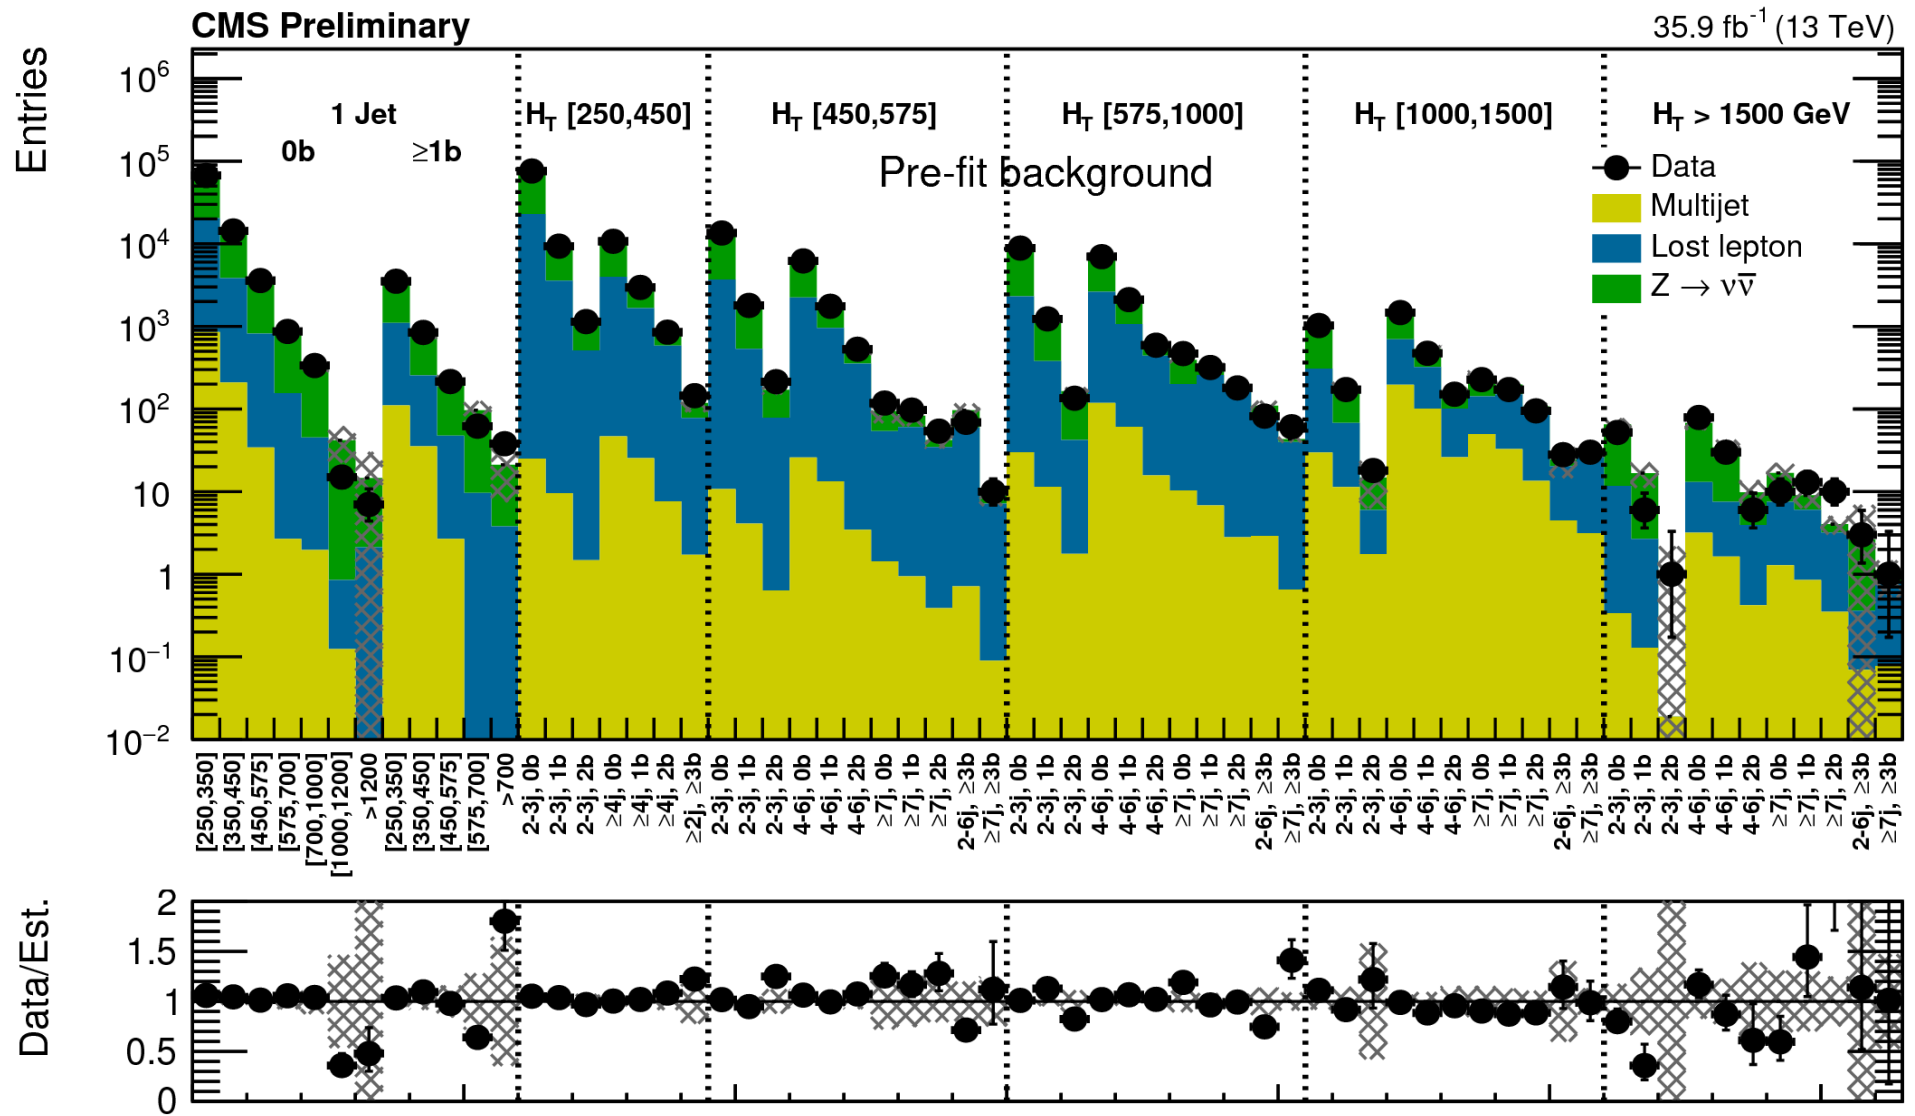 CMS Preliminary
35.9 fb⁻¹ (13 TeV)
Entries
10⁶
10⁵
10⁴
10³
10²
10
1
10⁻¹
10⁻²
1 Jet
0b
≥1b
H_T [250,450]
H_T [450,575]
H_T [575,1000]
H_T [1000,1500]
H_T > 1500 GeV
Pre-fit background
Data
Multijet
Lost lepton
Z → νν̅
[250,350]
[350,450]
[450,575]
[575,700]
[700,1000]
[1000,1200]
>1200
[250,350]
[350,450]
[450,575]
[575,700]
>700
2-3j, 0b
2-3j, 1b
2-3j, 2b
≥4j, 0b
≥4j, 1b
≥4j, 2b
≥2j, ≥3b
2-3j, 0b
2-3j, 1b
2-3j, 2b
4-6j, 0b
4-6j, 1b
4-6j, 2b
≥7j, 0b
≥7j, 1b
≥7j, 2b
2-6j, ≥3b
≥7j, ≥3b
2-3j, 0b
2-3j, 1b
2-3j, 2b
4-6j, 0b
4-6j, 1b
4-6j, 2b
≥7j, 0b
≥7j, 1b
≥7j, 2b
2-6j, ≥3b
≥7j, ≥3b
2-3j, 0b
2-3j, 1b
2-3j, 2b
4-6j, 0b
4-6j, 1b
4-6j, 2b
≥7j, 0b
≥7j, 1b
≥7j, 2b
2-6j, ≥3b
≥7j, ≥3b
2-3j, 0b
2-3j, 1b
2-3j, 2b
4-6j, 0b
4-6j, 1b
4-6j, 2b
≥7j, 0b
≥7j, 1b
≥7j, 2b
2-6j, ≥3b
≥7j, ≥3b
Data/Est.
2
1.5
1
0.5
0